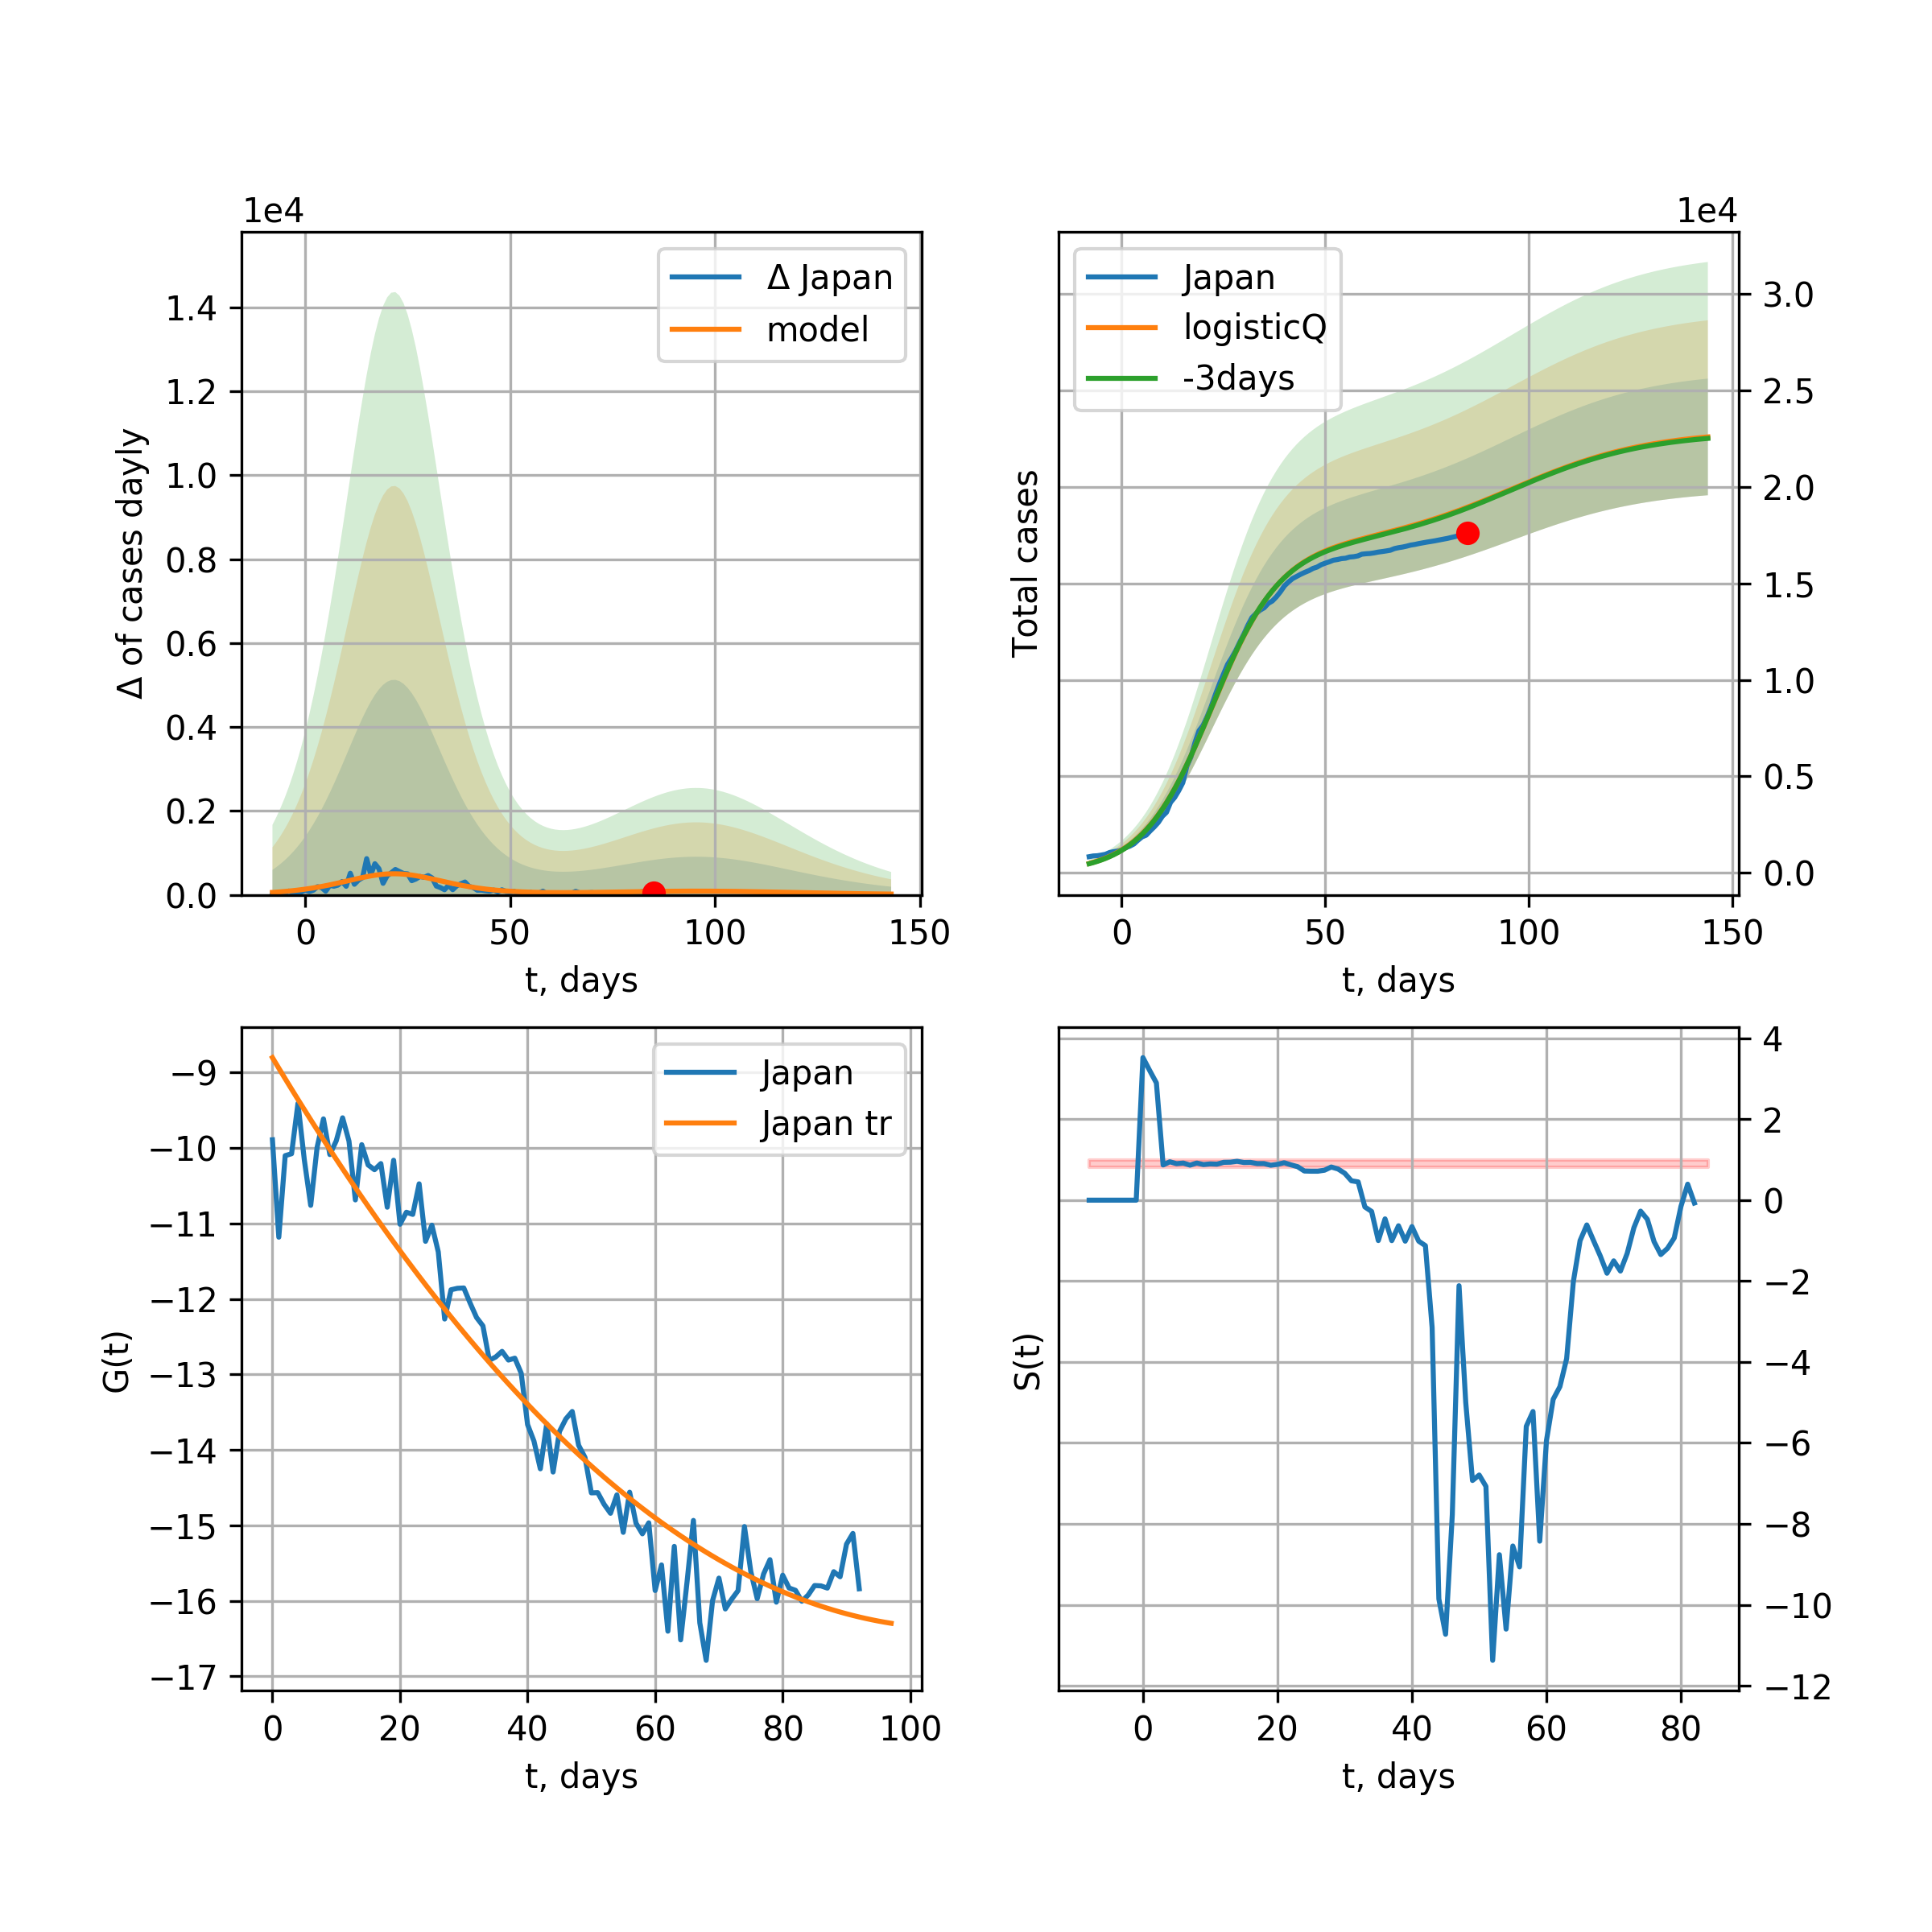 1e4
Δ Japan
model
1.4
1.2
1.0
0.8
0.6
0.4
0.2
0.0
Δ of cases dayly
0 50 100 150
t, days
1e4
Japan
logisticQ
-3days
3.0
2.5
2.0
1.5
1.0
0.5
0.0
Total cases
0 50 100 150
t, days
Japan
Japan tr
−9
−10
−11
−12
−13
−14
−15
−16
−17
G(t)
0 20 40 60 80 100
t, days
4
2
0
−2
−4
−6
−8
−10
−12
S(t)
0 20 40 60 80
t, days